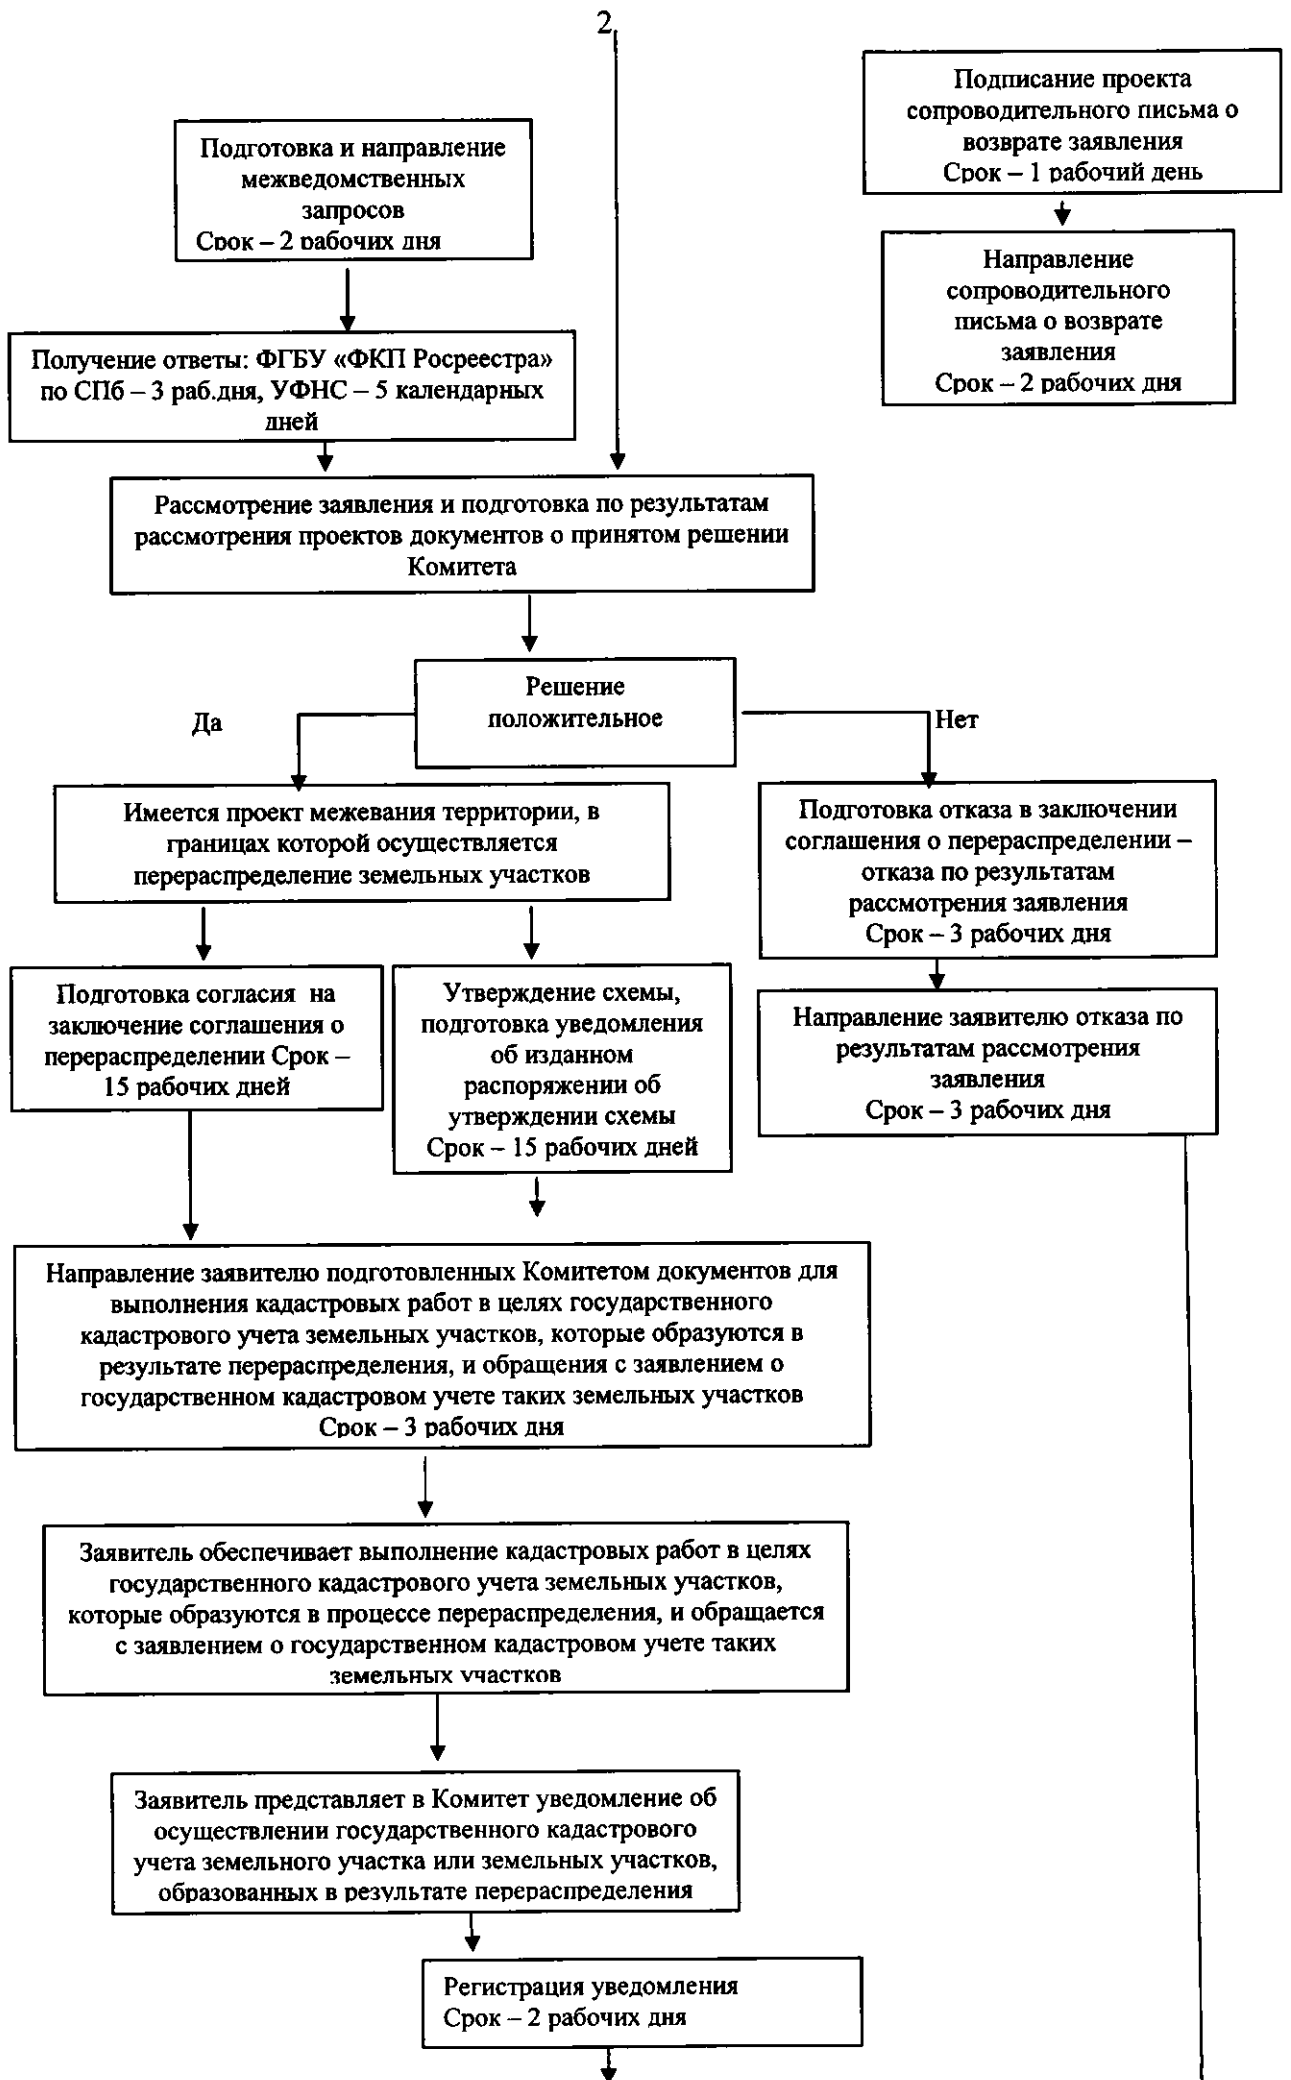 2
Подписание проекта
сопроводительного письма о
возврате заявления
Срок – 1 рабочий день
Подготовка и направление
межведомственных
запросов
Срок – 2 рабочих дня
Направление
сопроводительного
письма о возврате
заявления
Срок – 2 рабочих дня
Получение ответы: ФГБУ «ФКП Росреестра»
по СПб – 3 раб.дня, УФНС – 5 календарных
дней
Рассмотрение заявления и подготовка по результатам
рассмотрения проектов документов о принятом решении
Комитета
Решение
положительное
Да
Нет
Имеется проект межевания территории, в
границах которой осуществляется
перераспределение земельных участков
Подготовка отказа в заключении
соглашения о перераспределении –
отказа по результатам
рассмотрения заявления
Срок – 3 рабочих дня
Подготовка согласия на
заключение соглашения о
перераспределении Срок –
15 рабочих дней
Утверждение схемы,
подготовка уведомления
об изданном
распоряжении об
утверждении схемы
Срок – 15 рабочих дней
Направление заявителю отказа по
результатам рассмотрения
заявления
Срок – 3 рабочих дня
Направление заявителю подготовленных Комитетом документов для
выполнения кадастровых работ в целях государственного
кадастрового учета земельных участков, которые образуются в
результате перераспределения, и обращения с заявлением о
государственном кадастровом учете таких земельных участков
Срок – 3 рабочих дня
Заявитель обеспечивает выполнение кадастровых работ в целях
государственного кадастрового учета земельных участков,
которые образуются в процессе перераспределения, и обращается
с заявлением о государственном кадастровом учете таких
земельных участков
Заявитель представляет в Комитет уведомление об
осуществлении государственного кадастрового
учета земельного участка или земельных участков,
образованных в результате перераспределения
Регистрация уведомления
Срок – 2 рабочих дня